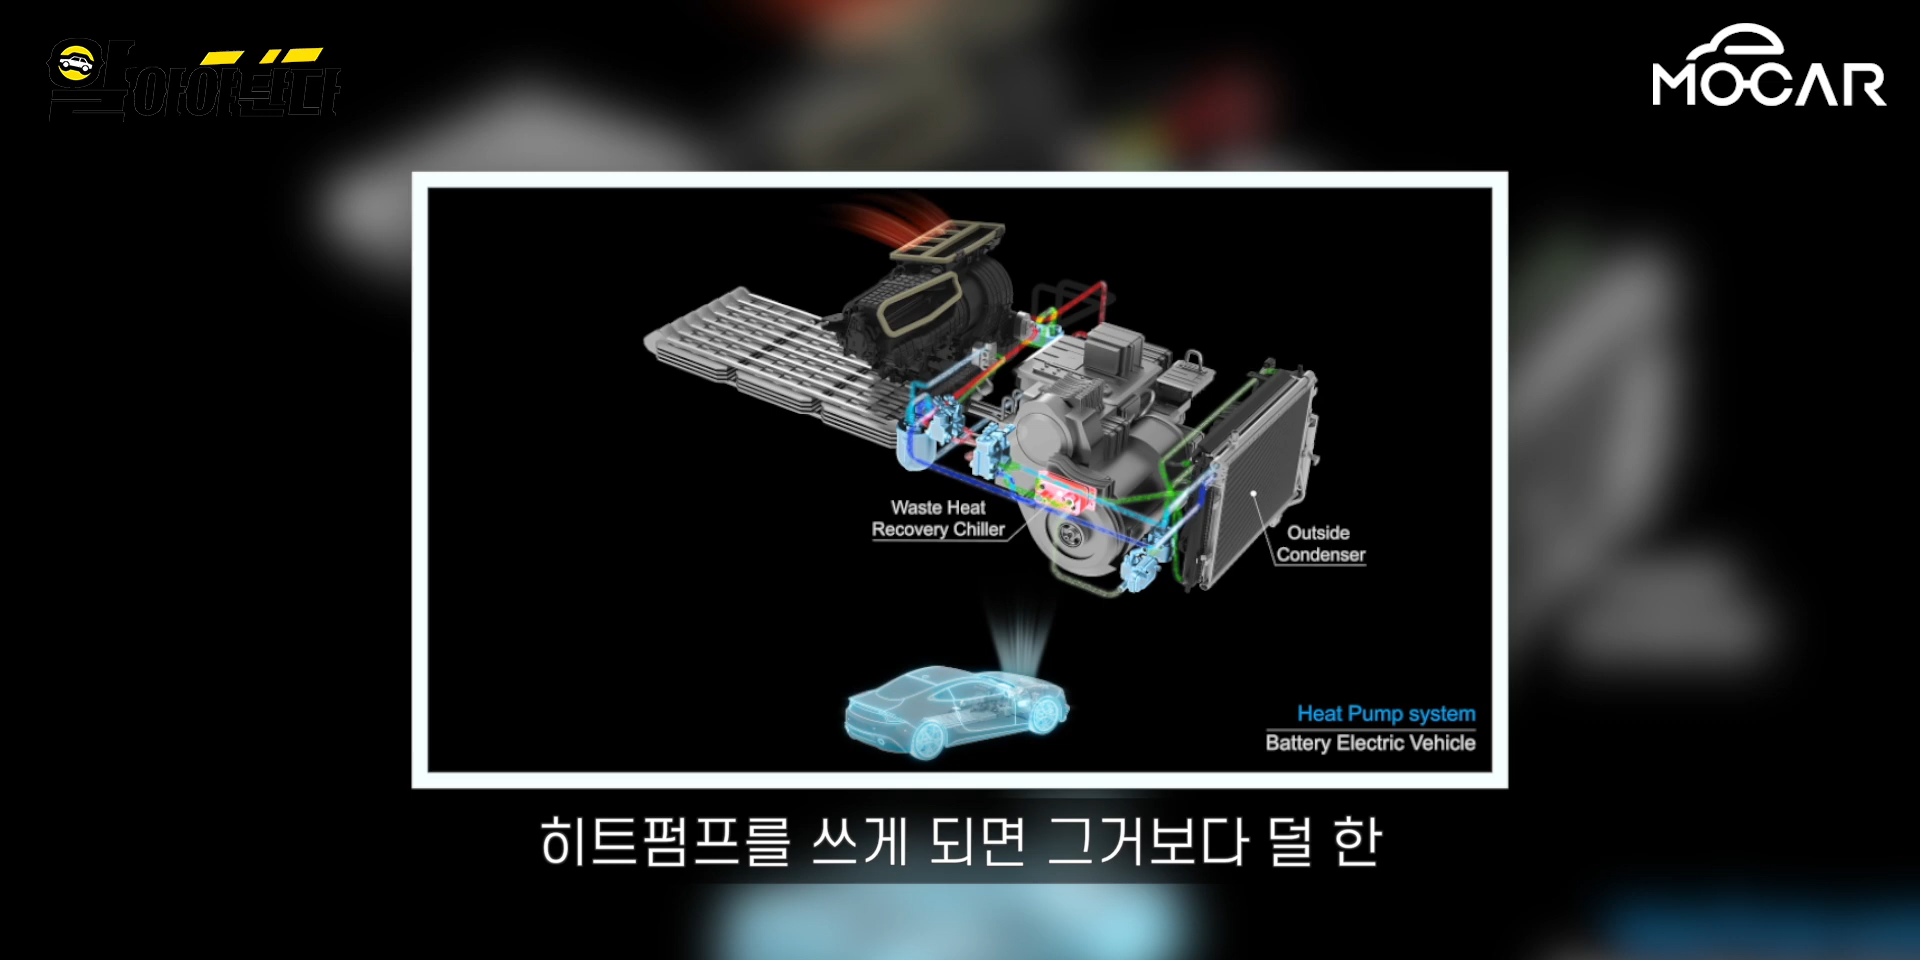 알아야탄다
MOCAR
Waste Heat
Recovery Chiller
Outside
Condenser
Heat Pump system
Battery Electric Vehicle
히트펌프를 쓰게 되면 그거보다 덜 한